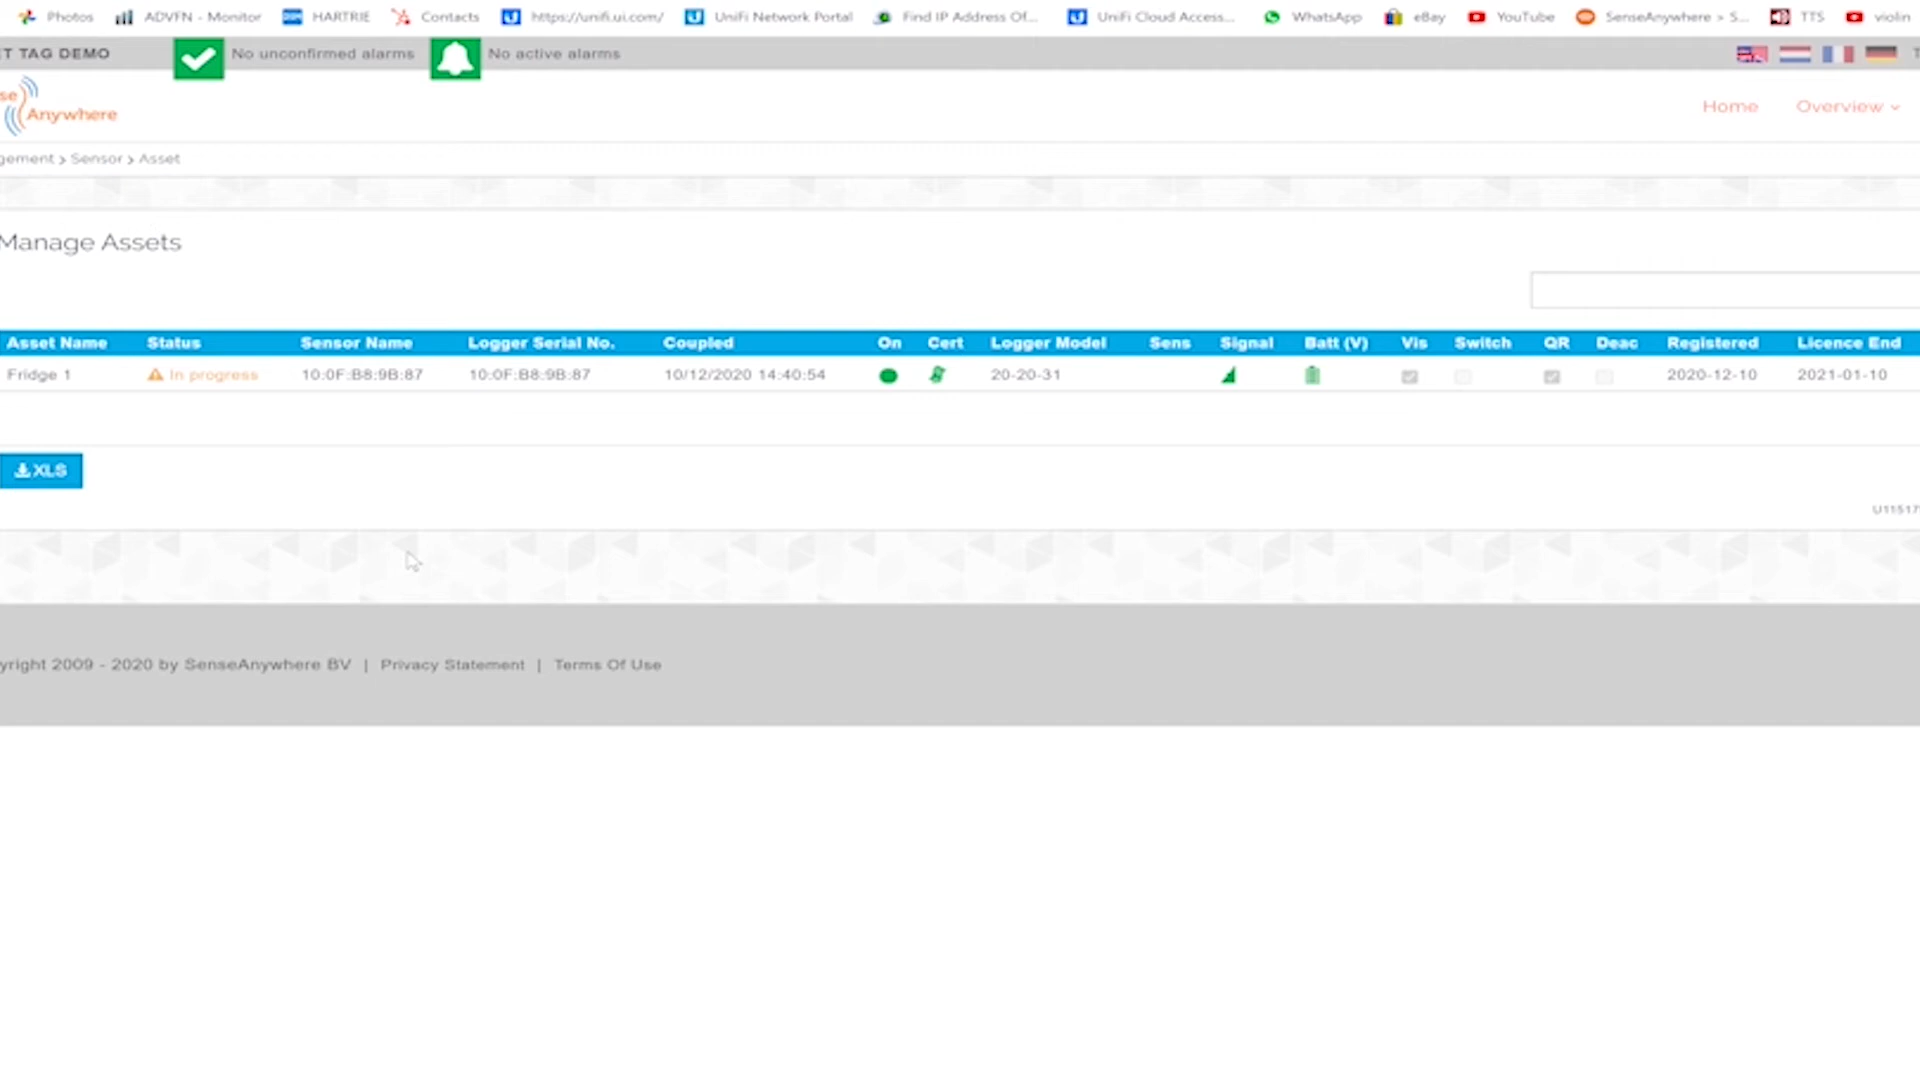 Photos ADVFN - Monitor HARTRIE Contacts https://unifi.ui.com/ UniFi Network Portal Find IP Address Of... UniFi Cloud Access... WhatsApp eBay YouTube SenseAnywhere > S... TTS violin
T TAG DEMO No unconfirmed alarms No active alarms
se
Anywhere
Home Overview
gement > Sensor > Asset
Manage Assets
Asset Name Status Sensor Name Logger Serial No. Coupled On Cert Logger Model Sens Signal Batt (V) Vis Switch QR Deac Registered Licence End
Fridge 1 In progress 10:0F:B8:9B:87 10:0F:B8:9B:87 10/12/2020 14:40:54 20-20-31 2020-12-10 2021-01-10
XLS
U11517
yright 2009 - 2020 by SenseAnywhere BV | Privacy Statement | Terms Of Use